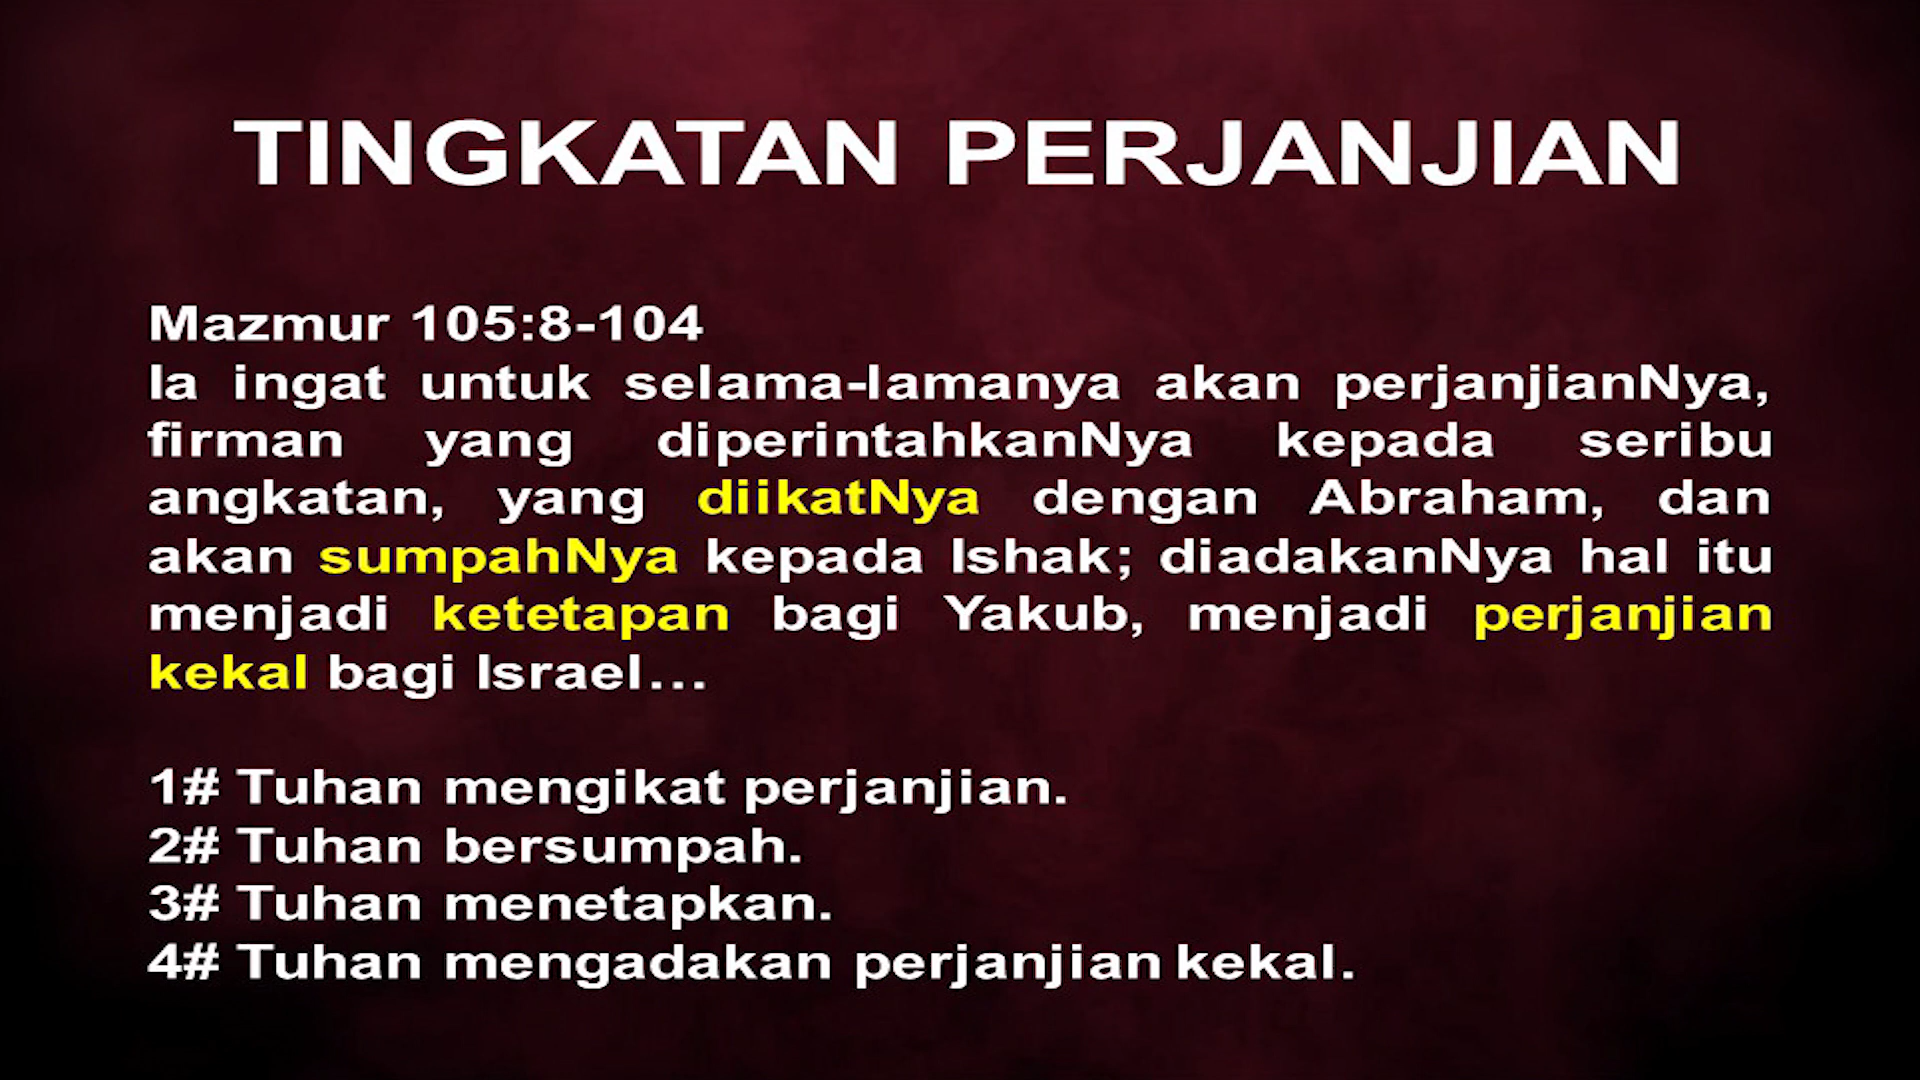 TINGKATAN PERJANJIAN
Mazmur 105:8-104
Ia ingat untuk selama-lamanya akan perjanjianNya,
firman yang diperintahkanNya kepada seribu
angkatan, yang diikatNya dengan Abraham, dan
akan sumpahNya kepada Ishak; diadakanNya hal itu
menjadi ketetapan bagi Yakub, menjadi perjanjian
kekal bagi Israel...
1# Tuhan mengikat perjanjian.
2# Tuhan bersumpah.
3# Tuhan menetapkan.
4# Tuhan mengadakan perjanjian kekal.